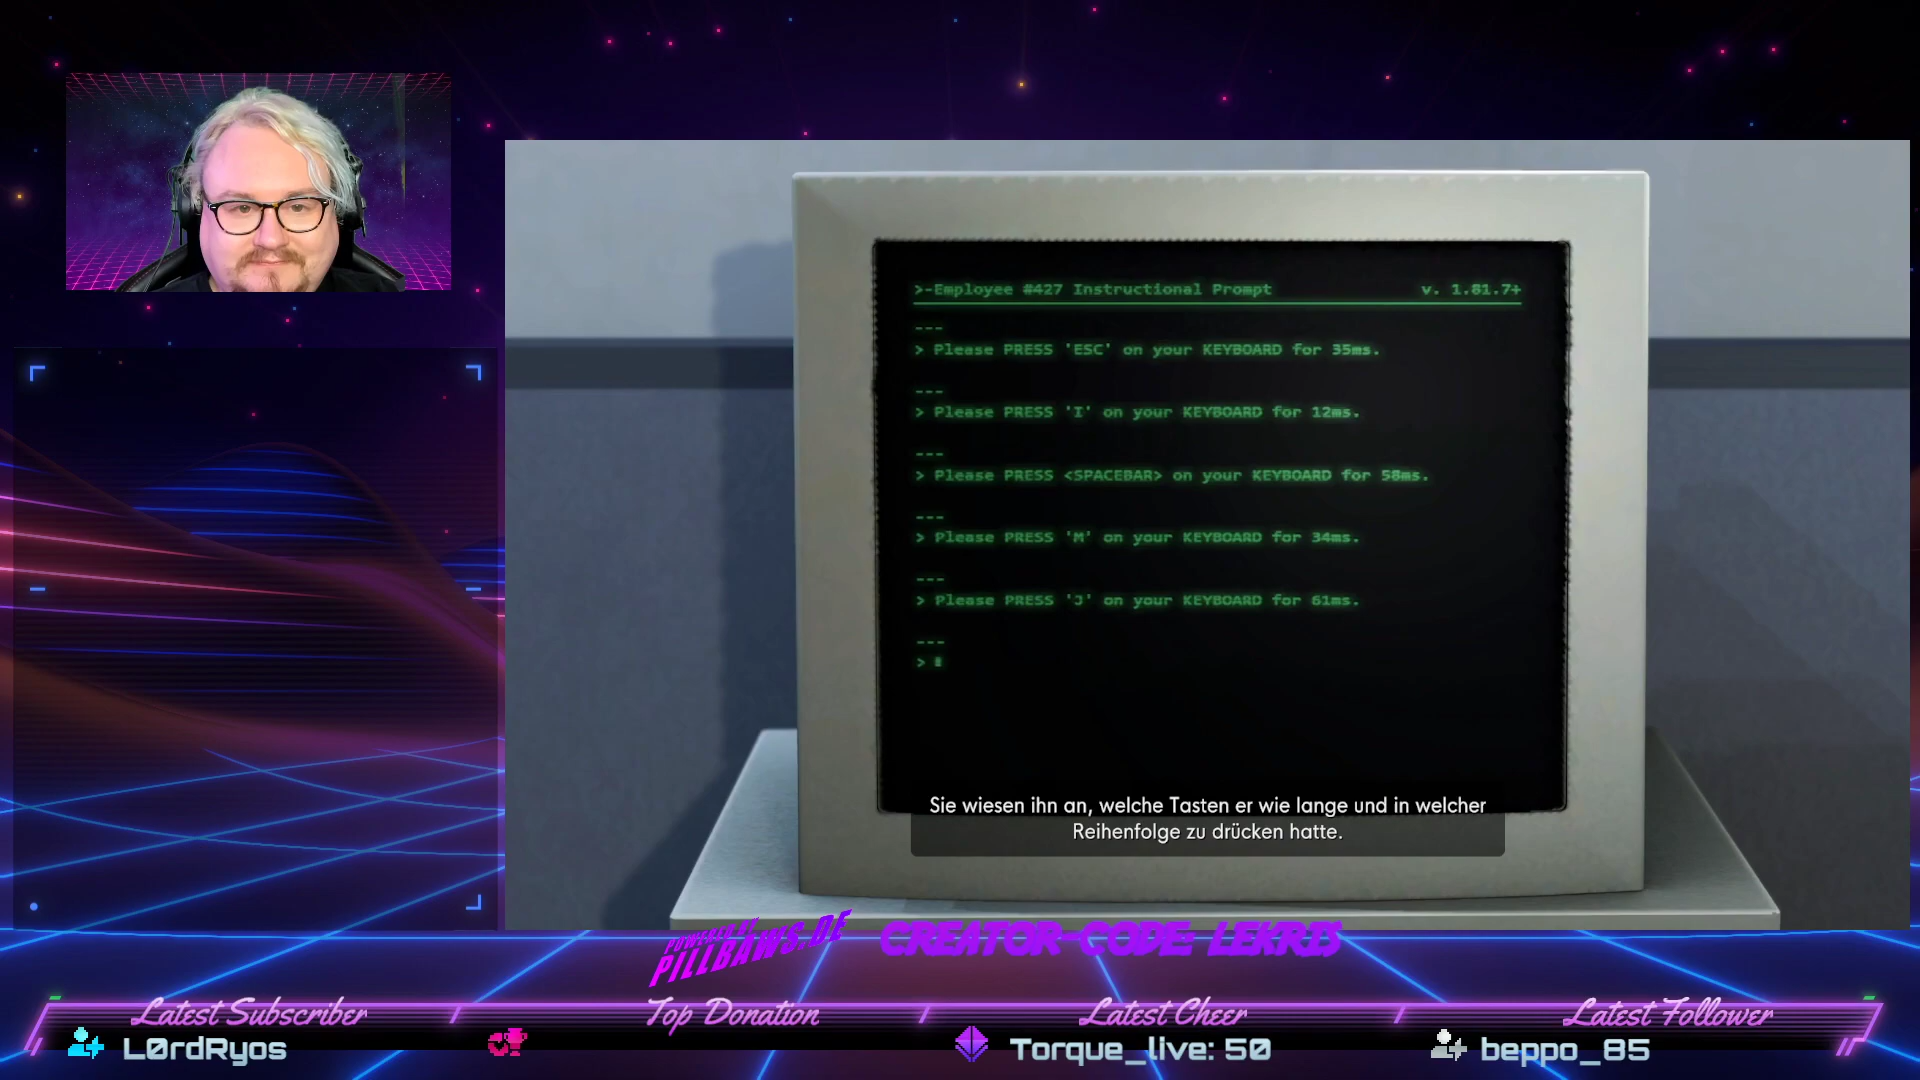 >-Employee #427 Instructional Prompt v. 1.81.7+
---
> Please PRESS 'ESC' on your KEYBOARD for 35ms.
---
> Please PRESS 'I' on your KEYBOARD for 12ms.
---
> Please PRESS <SPACEBAR> on your KEYBOARD for 58ms.
---
> Please PRESS 'M' on your KEYBOARD for 34ms.
---
> Please PRESS 'J' on your KEYBOARD for 61ms.
---
>
Sie wiesen ihn an, welche Tasten er wie lange und in welcher
Reihenfolge zu drücken hatte.
POWERED BY
PILLBAWS.DE
CREATOR-CODE: LEKRIS
Latest Subscriber
L0rdRyos
Top Donation
Latest Cheer
Torque_live: 50
Latest Follower
beppo_85